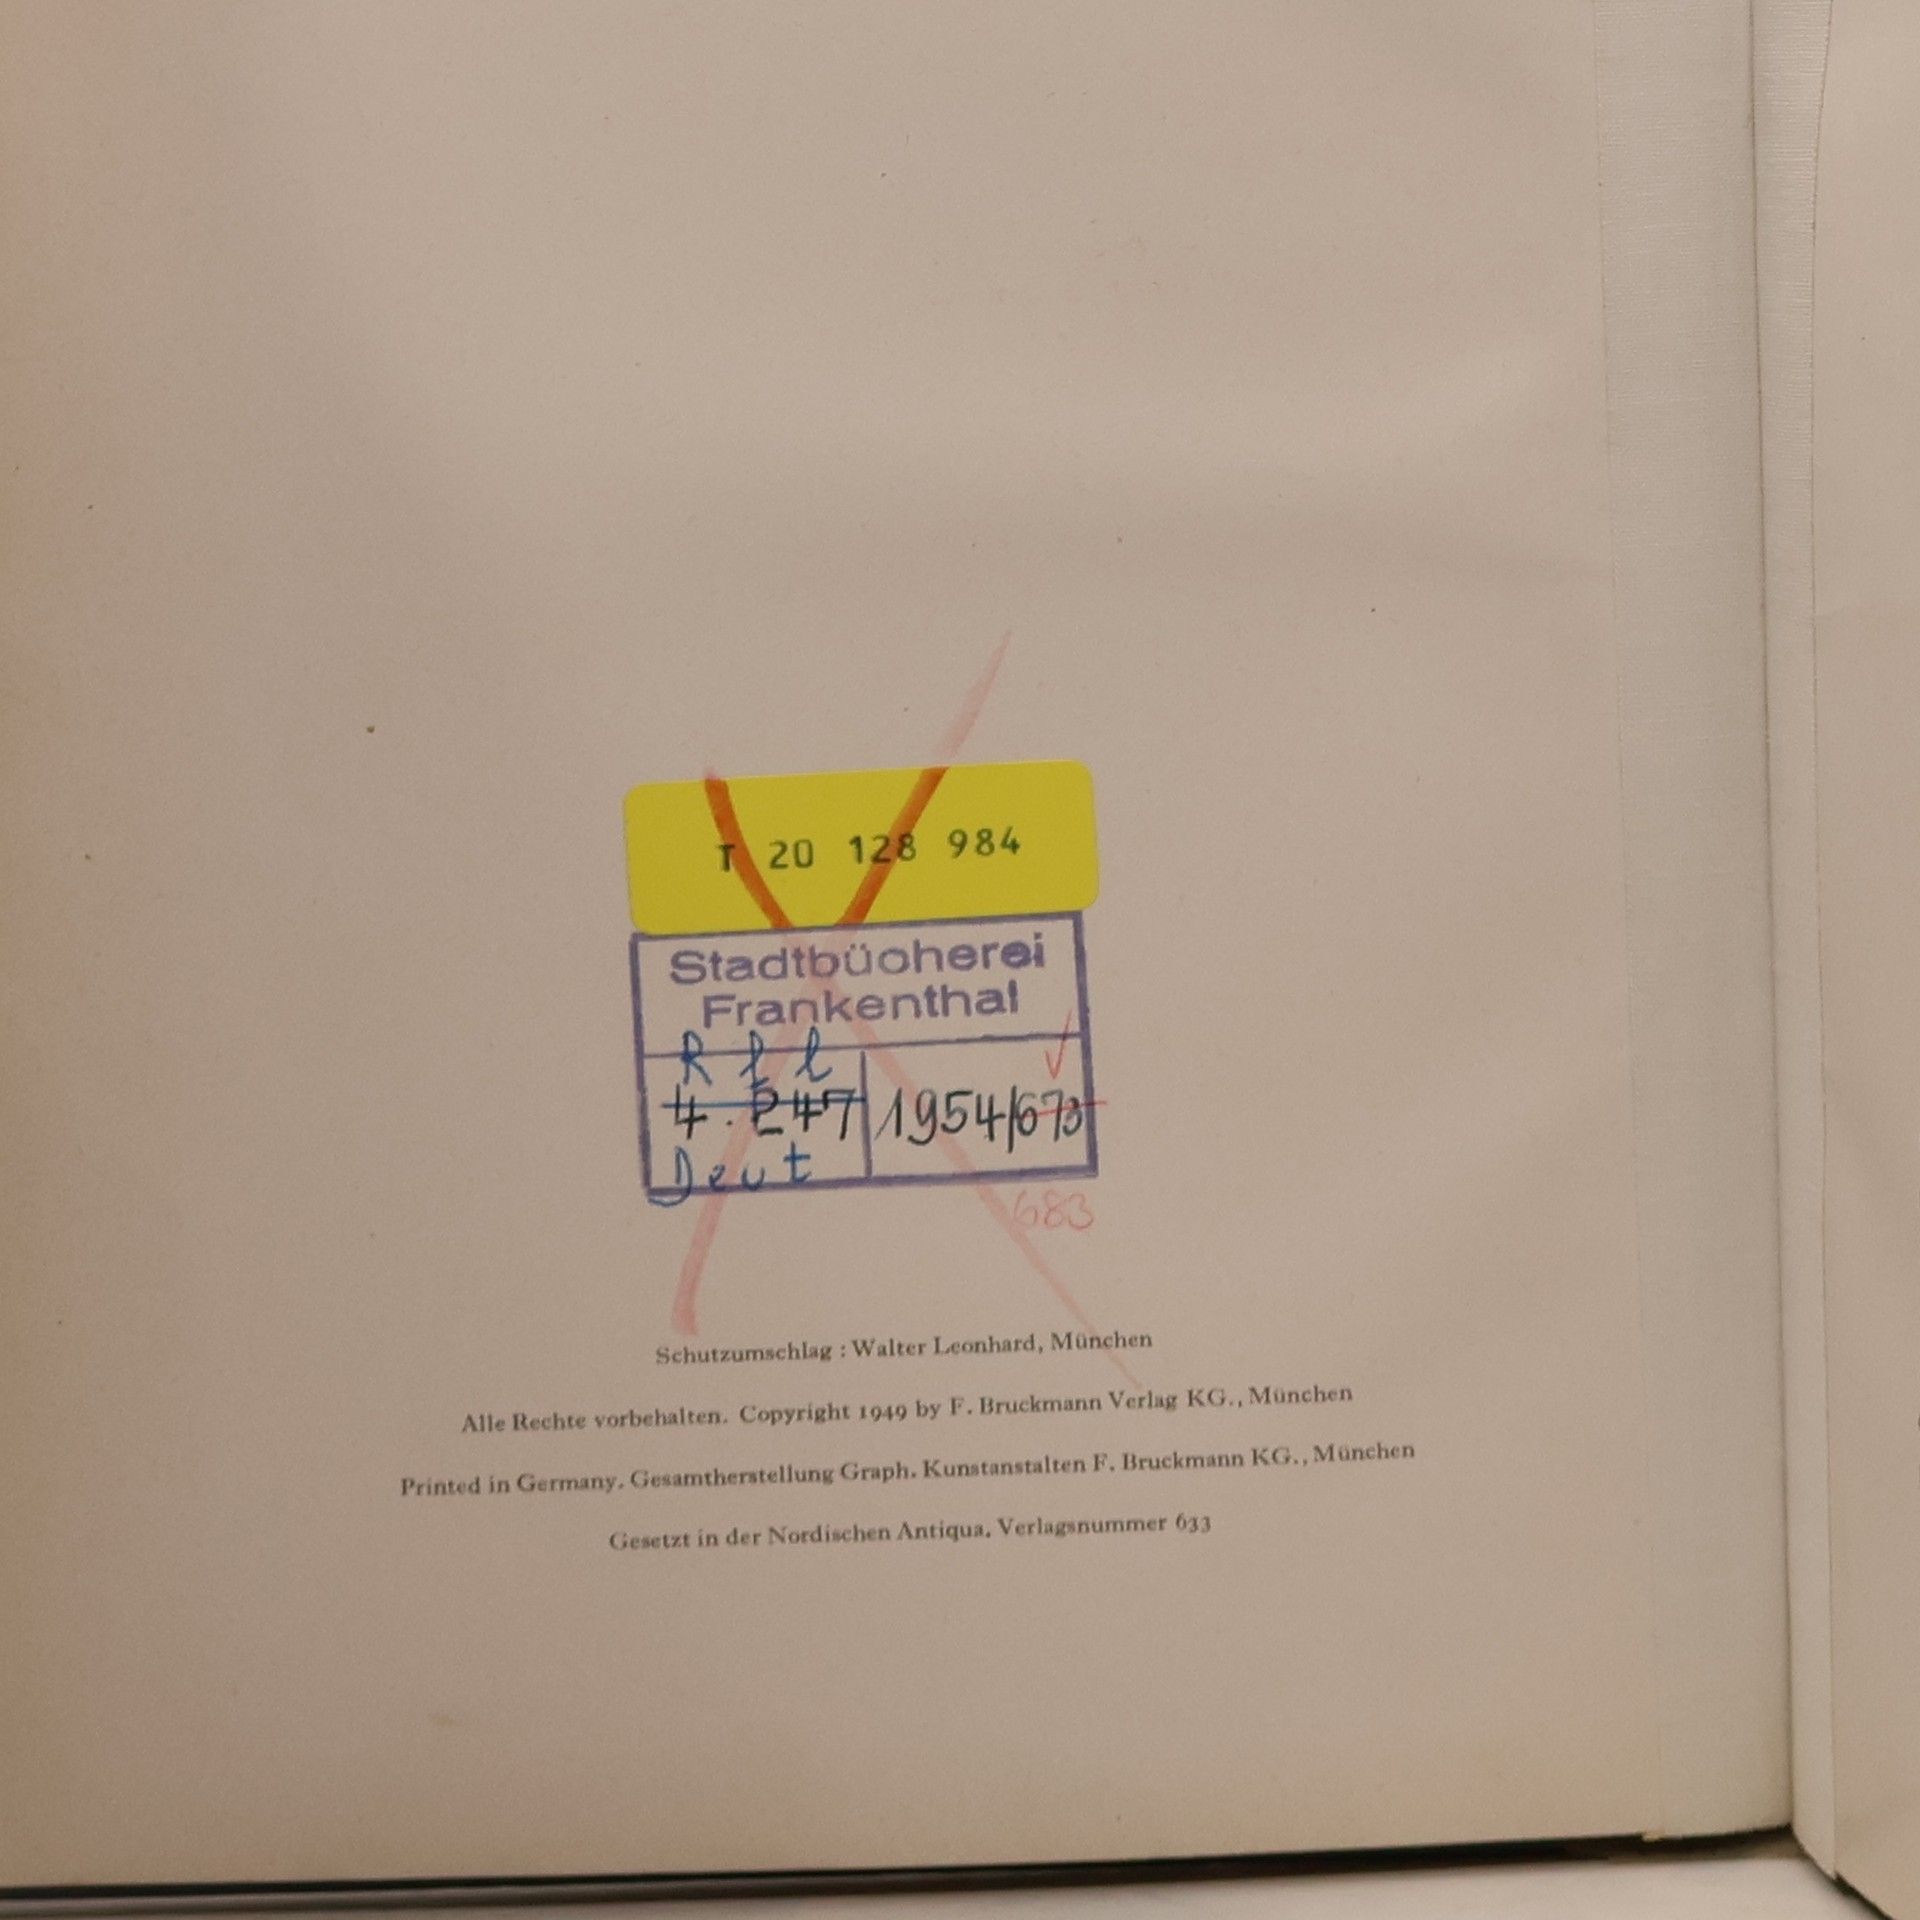 T 20 128 984
Stadtbücherei
Frankenthal
R l l
4. 247
1954/673
Deut
683
Schutzumschlag : Walter Leonhard, München
Alle Rechte vorbehalten. Copyright 1949 by F. Bruckmann Verlag KG., München
Printed in Germany. Gesamtherstellung Graph. Kunstanstalten F. Bruckmann KG., München
Gesetzt in der Nordischen Antiqua. Verlagsnummer 633